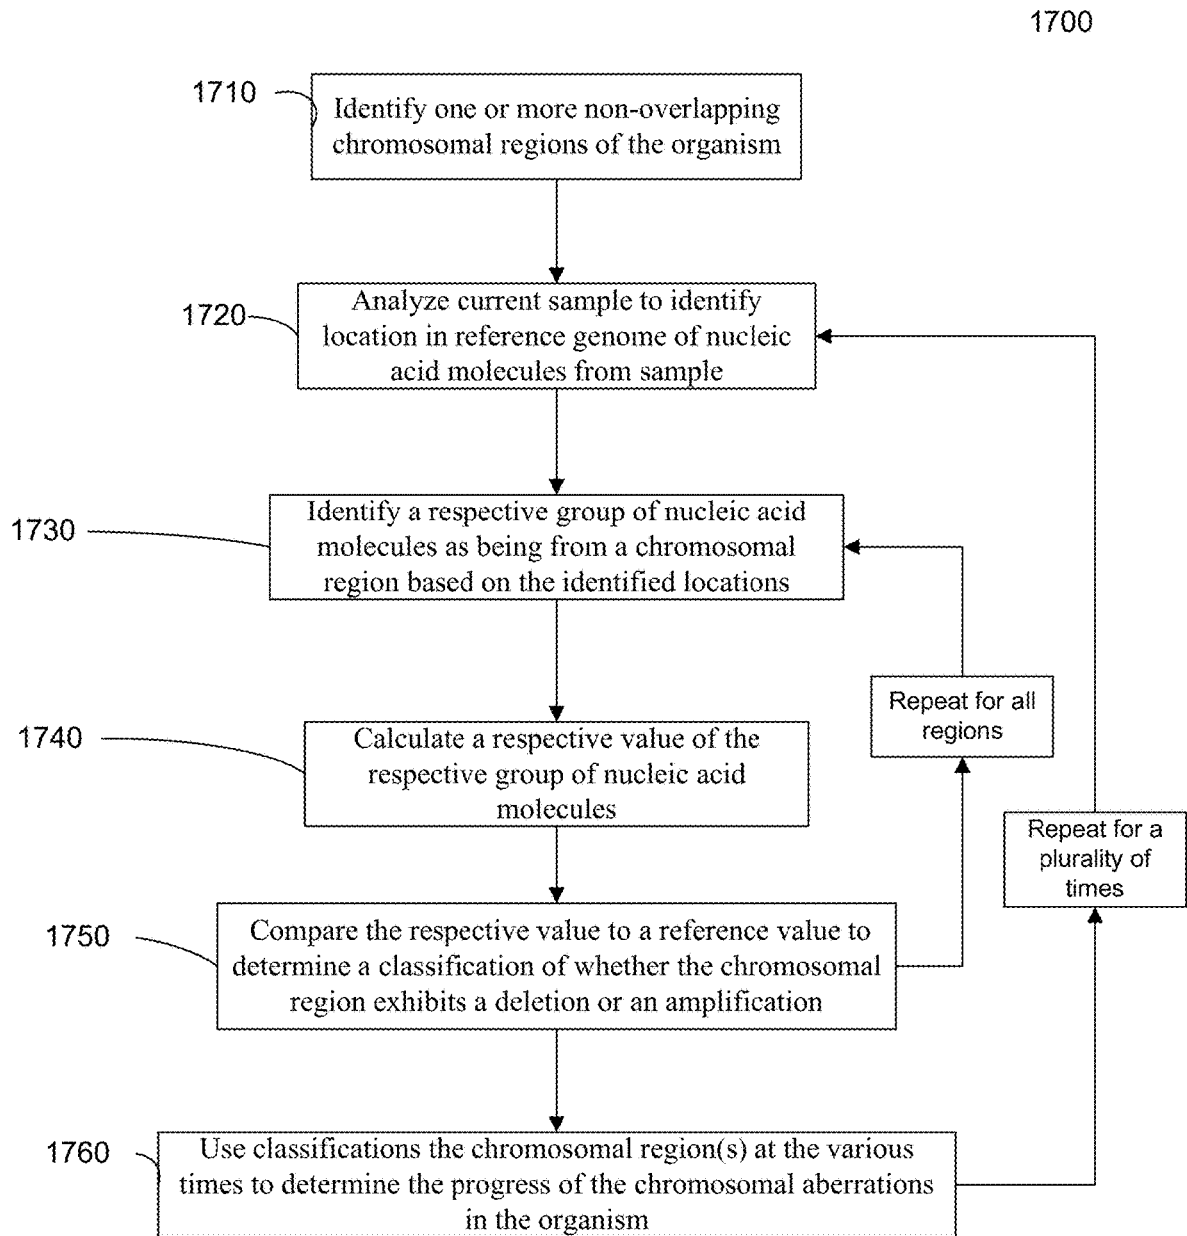 1700
1710
Identify one or more non-overlapping
chromosomal regions of the organism
1720
Analyze current sample to identify
location in reference genome of nucleic
acid molecules from sample
1730
Identify a respective group of nucleic acid
molecules as being from a chromosomal
region based on the identified locations
Repeat for all
regions
1740
Calculate a respective value of the
respective group of nucleic acid
molecules
Repeat for a
plurality of
times
1750
Compare the respective value to a reference value to
determine a classification of whether the chromosomal
region exhibits a deletion or an amplification
1760
Use classifications the chromosomal region(s) at the various
times to determine the progress of the chromosomal aberrations
in the organism